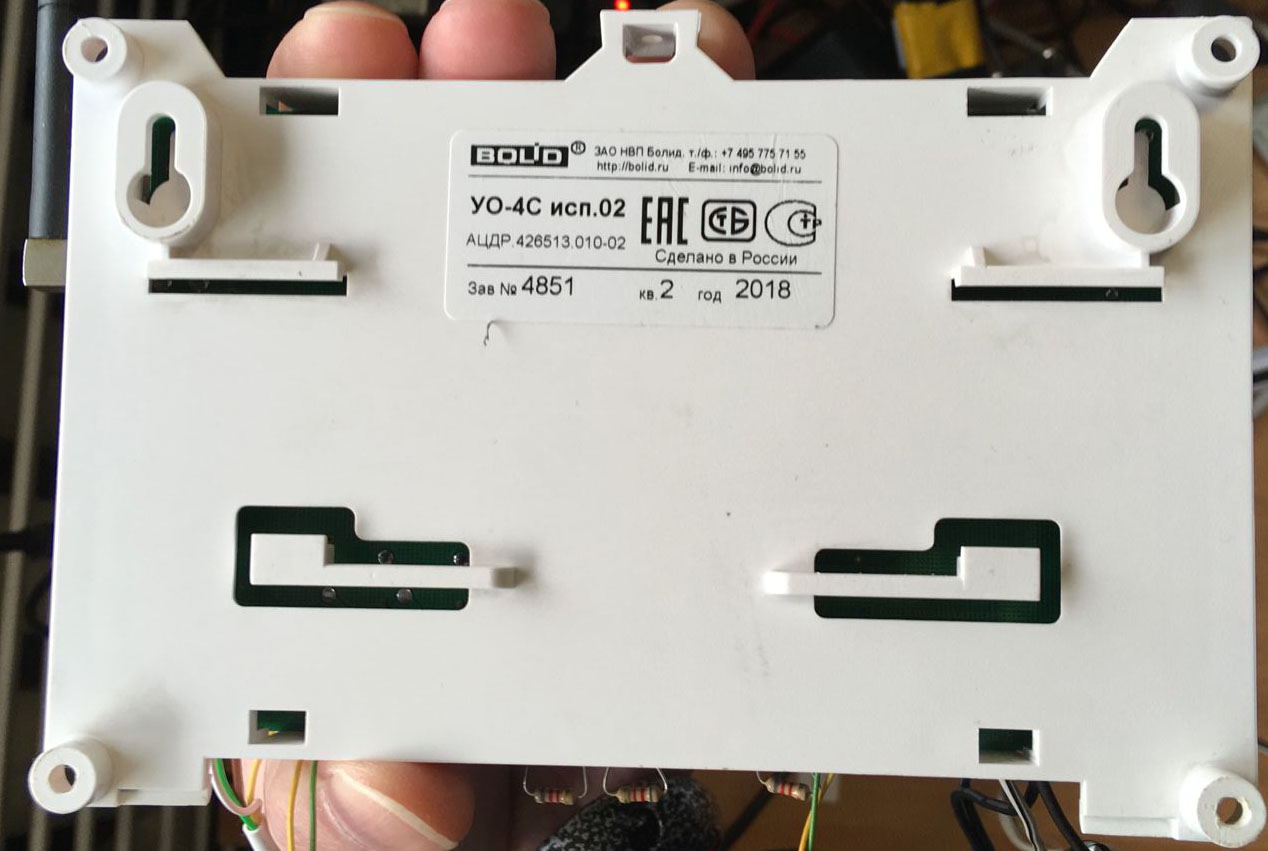 BOLID ® ЗАО НВП Болид. т./ф.: +7 495 775 71 55
http://bolid.ru E-mail: info@bolid.ru
УО-4С исп.02
АЦДР.426513.010-02
EAC СТБ С ТР
Сделано в России
Зав № 4851 кв. 2 год 2018